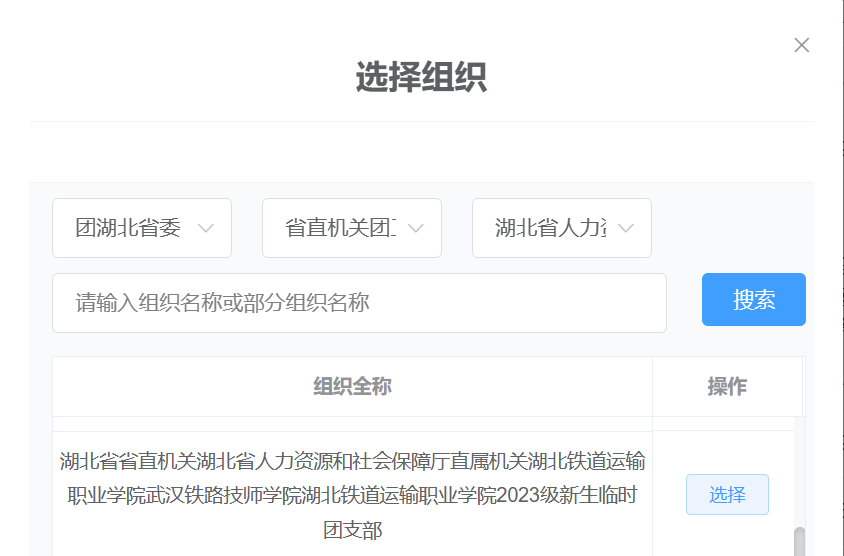 选择组织
团湖北省委
省直机关团
湖北省人力
请输入组织名称或部分组织名称
搜索
组织全称
操作
湖北省省直机关湖北省人力资源和社会保障厅直属机关湖北铁道运输
职业学院武汉铁路技师学院湖北铁道运输职业学院2023级新生临时
团支部
选择